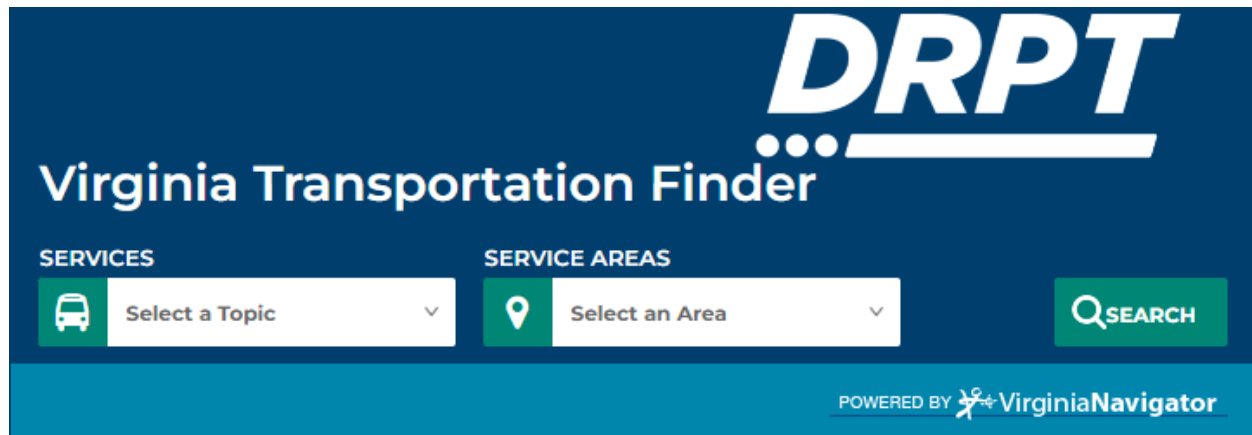 DRPT
Virginia Transportation Finder
SERVICES
SERVICE AREAS
Select a Topic
Select an Area
SEARCH
POWERED BY VirginiaNavigator